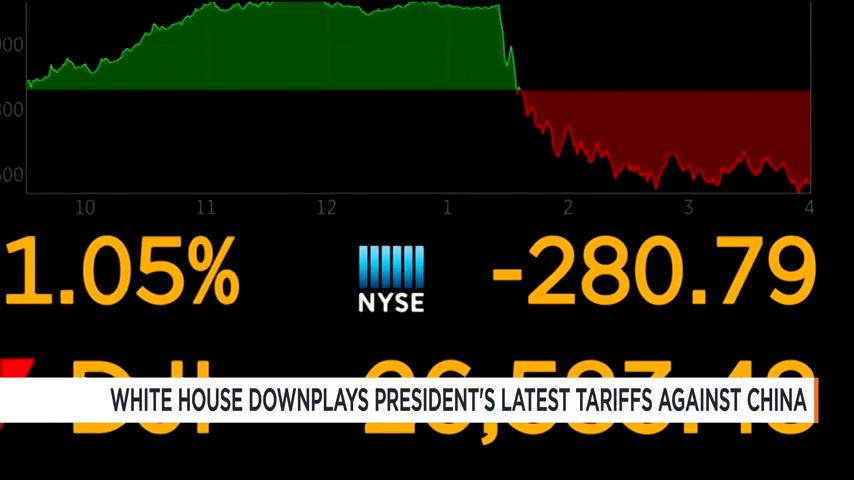 10 11 12 1 2 3 4
1.05% NYSE -280.79
WHITE HOUSE DOWNPLAYS PRESIDENT'S LATEST TARIFFS AGAINST CHINA